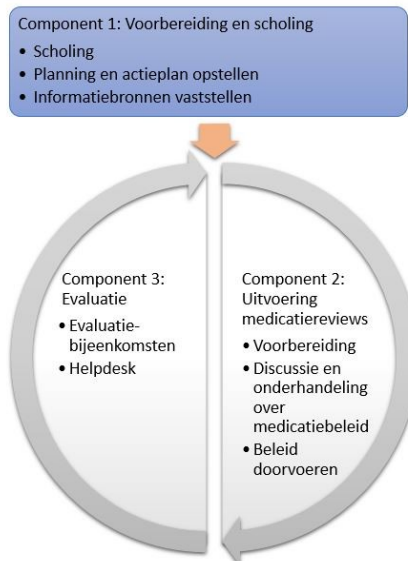 Component 1: Voorbereiding en scholing
• Scholing
• Planning en actieplan opstellen
• Informatiebronnen vaststellen
Component 3:
Evaluatie
• Evaluatie-
bijeenkomsten
• Helpdesk
Component 2:
Uitvoering
medicatiereviews
• Voorbereiding
• Discussie en
onderhandeling
over
medicatiebeleid
• Beleid
doorvoeren